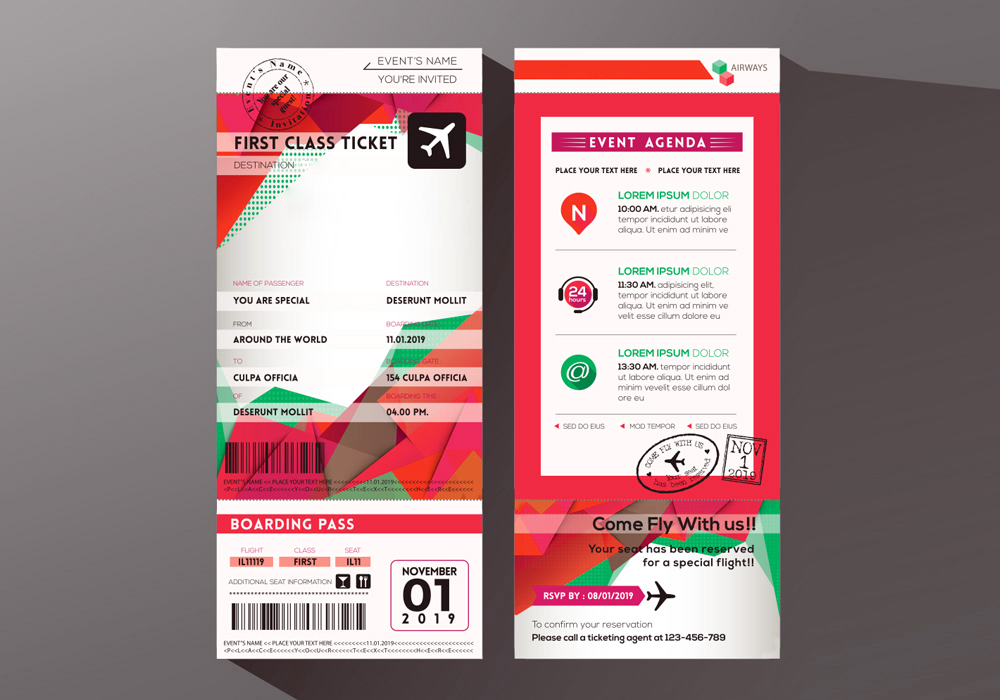 EVENT'S NAME
YOU'RE INVITED
Event's Name
* Invitation *
You are our
special
guest!
FIRST CLASS TICKET
DESTINATION
NAME OF PASSENGER
DESTINATION
YOU ARE SPECIAL
DESERUNT MOLLIT
FROM
BOARDING DATE
AROUND THE WORLD
11.01.2019
TO
BOARDING GATE
CULPA OFFICIA
154 CULPA OFFICIA
OF
BOARDING TIME
DESERUNT MOLLIT
04.00 PM.
EVENT'S NAME << PLACE YOUR TEXT HERE <<<<<<<<<11.01.2019<<<<<<<<<<<<<<<
<P<<L<<A<<C<<E<<<<<<Y<<O<<U<<R<<<<<<T<<E<<X<<T<<<<<<H<<E<<R<<E<<<<
BOARDING PASS
FLIGHT
CLASS
SEAT
IL11119
FIRST
IL11
ADDITIONAL SEAT INFORMATION
NOVEMBER
01
2019
EVENT'S NAME << PLACE YOUR TEXT HERE <<<<<<<<<11.01.2019<<<<<<<<<<<<<<<
<P<<L<<A<<C<<E<<<<<<Y<<O<<U<<R<<<<<<T<<E<<X<<T<<<<<<H<<E<<R<<E<<<<
AIRWAYS
EVENT AGENDA
PLACE YOUR TEXT HERE * PLACE YOUR TEXT HERE
N
LOREM IPSUM DOLOR
10:00 AM. etur adipisicing eli
tempor incididunt ut labore
aliqua. Ut enim ad minim ve
24
hours
LOREM IPSUM DOLOR
11:30 AM. adipisicing elit,
tempor incididunt ut labore
aliqua. Ut enim ad minim
velit esse cillum dolore eu
@
LOREM IPSUM DOLOR
13:30 AM. tempor incididunt
ut labore aliqua. Ut enim ad
minim vevelit esse cillum dol
ore eu
SED DO EIUS
MOD TEMPOR
SED DO EIUS
COME FLY WITH US
Your seat
has been reserved
NOV
1
2019
Come Fly With us!!
Your seat has been reserved
for a special flight!!
RSVP BY : 08/01/2019
To confirm your reservation
Please call a ticketing agent at 123-456-789